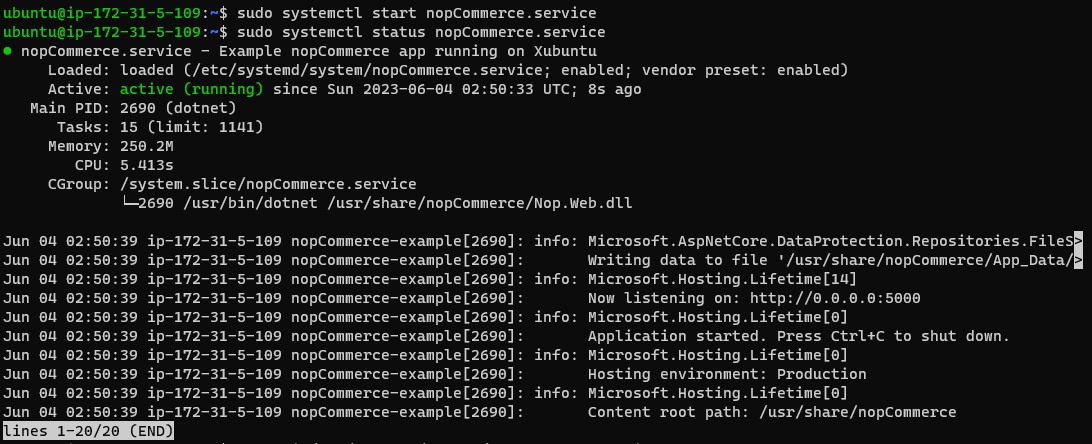 ubuntu@ip-172-31-5-109:~$ sudo systemctl start nopCommerce.service
ubuntu@ip-172-31-5-109:~$ sudo systemctl status nopCommerce.service
● nopCommerce.service - Example nopCommerce app running on Xubuntu
     Loaded: loaded (/etc/systemd/system/nopCommerce.service; enabled; vendor preset: enabled)
     Active: active (running) since Sun 2023-06-04 02:50:33 UTC; 8s ago
   Main PID: 2690 (dotnet)
      Tasks: 15 (limit: 1141)
     Memory: 250.2M
        CPU: 5.413s
     CGroup: /system.slice/nopCommerce.service
             └─2690 /usr/bin/dotnet /usr/share/nopCommerce/Nop.Web.dll

Jun 04 02:50:39 ip-172-31-5-109 nopCommerce-example[2690]: info: Microsoft.AspNetCore.DataProtection.Repositories.FileS>
Jun 04 02:50:39 ip-172-31-5-109 nopCommerce-example[2690]:       Writing data to file '/usr/share/nopCommerce/App_Data/>
Jun 04 02:50:39 ip-172-31-5-109 nopCommerce-example[2690]: info: Microsoft.Hosting.Lifetime[14]
Jun 04 02:50:39 ip-172-31-5-109 nopCommerce-example[2690]:       Now listening on: http://0.0.0.0:5000
Jun 04 02:50:39 ip-172-31-5-109 nopCommerce-example[2690]: info: Microsoft.Hosting.Lifetime[0]
Jun 04 02:50:39 ip-172-31-5-109 nopCommerce-example[2690]:       Application started. Press Ctrl+C to shut down.
Jun 04 02:50:39 ip-172-31-5-109 nopCommerce-example[2690]: info: Microsoft.Hosting.Lifetime[0]
Jun 04 02:50:39 ip-172-31-5-109 nopCommerce-example[2690]:       Hosting environment: Production
Jun 04 02:50:39 ip-172-31-5-109 nopCommerce-example[2690]: info: Microsoft.Hosting.Lifetime[0]
Jun 04 02:50:39 ip-172-31-5-109 nopCommerce-example[2690]:       Content root path: /usr/share/nopCommerce
lines 1-20/20 (END)